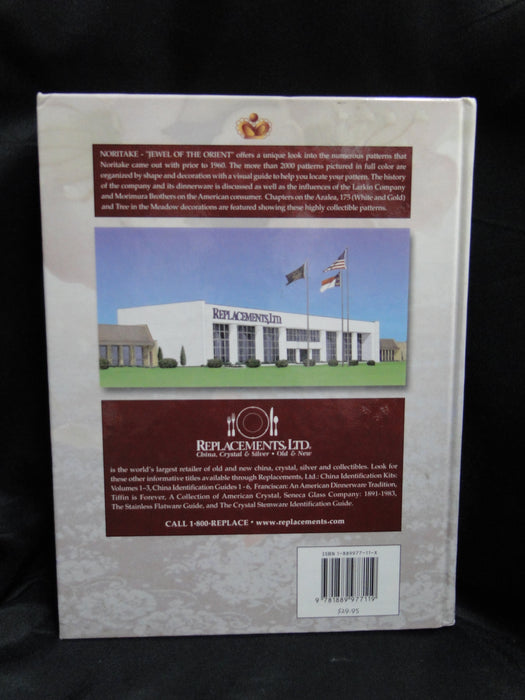 NORITAKE - "JEWEL OF THE ORIENT" offers a unique look into the numerous patterns that
Noritake came out with prior to 1960. The more than 2000 patterns pictured in full color are
organized by shape and decoration with a visual guide to help you locate your pattern. The history
of the company and its dinnerware is discussed as well as the influences of the Larkin Company
and Morimura Brothers on the American consumer. Chapters on the Azalea, 175 (White and Gold)
and Tree in the Meadow decorations are featured showing these highly collectible patterns.
REPLACEMENTS, LTD.
REPLACEMENTS, LTD.
China, Crystal & Silver • Old & New
is the world's largest retailer of old and new china, crystal, silver and collectibles. Look for
these other informative titles available through Replacements, Ltd.: China Identification Kits:
Volumes 1-3, China Identification Guides 1 - 6, Franciscan: An American Dinnerware Tradition,
Tiffin is Forever, A Collection of American Crystal, Seneca Glass Company: 1891-1983,
The Stainless Flatware Guide, and The Crystal Stemware Identification Guide.
CALL 1-800-REPLACE • www.replacements.com
ISBN 1-889977-11-X
9 781889 977119
$29.95